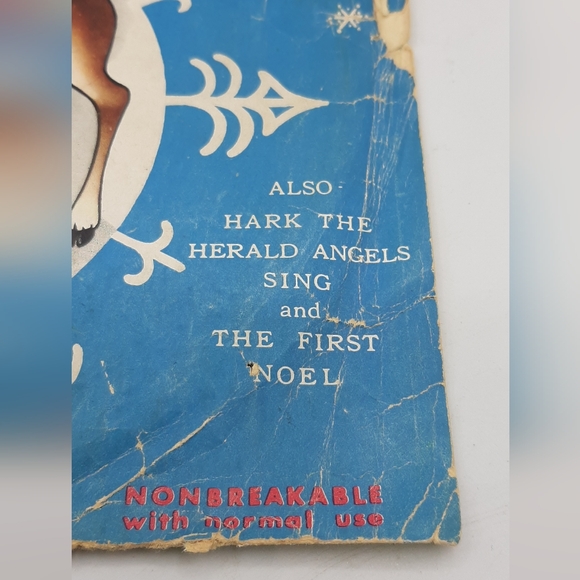 ALSO
HARK THE
HERALD ANGELS
SING
and
THE FIRST
NOEL
NONBREAKABLE
with normal use